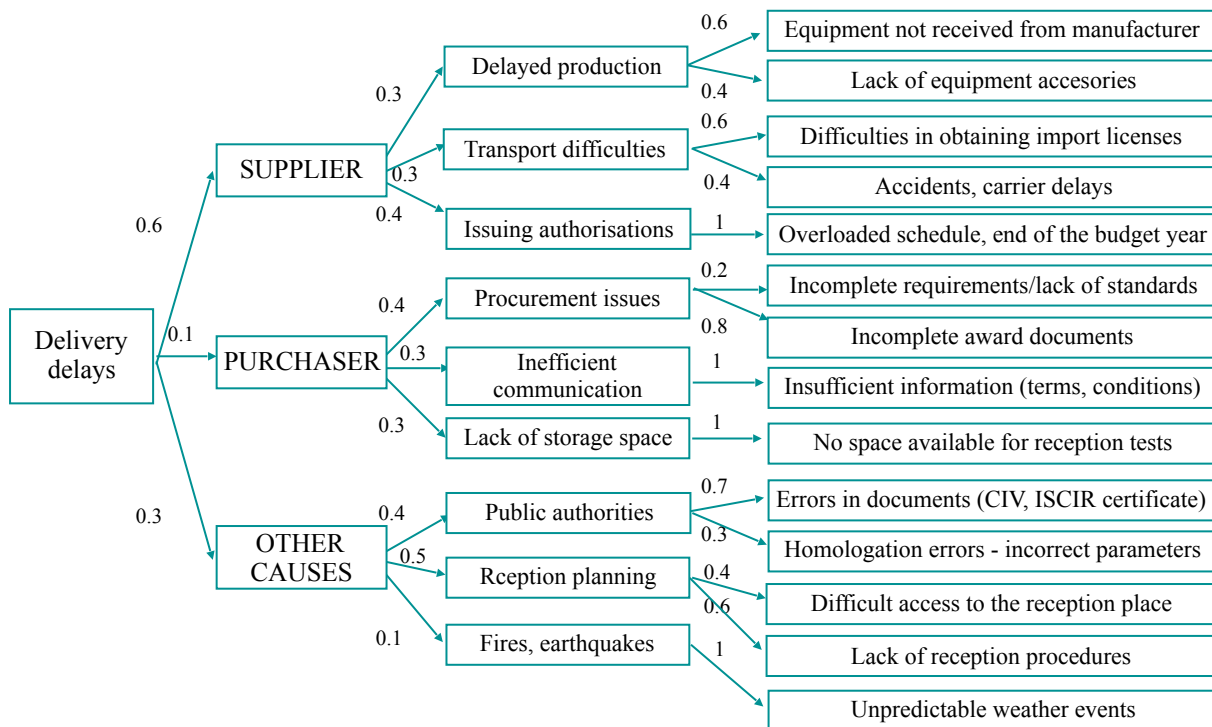 0.6
Equipment not received from manufacturer
Delayed production
0.3
0.4
Lack of equipment accesories
0.6
Difficulties in obtaining import licenses
SUPPLIER
0.3
Transport difficulties
0.4
Accidents, carrier delays
0.6
0.4
Issuing authorisations
1
Overloaded schedule, end of the budget year
0.2
Incomplete requirements/lack of standards
0.4
Procurement issues
0.8
Incomplete award documents
Delivery
delays
0.1
PURCHASER
0.3
Inefficient
communication
1
Insufficient information (terms, conditions)
0.3
Lack of storage space
1
No space available for reception tests
0.7
Errors in documents (CIV, ISCIR certificate)
0.3
0.4
Public authorities
0.3
Homologation errors - incorrect parameters
OTHER
CAUSES
0.5
Rception planning
0.4
Difficult access to the reception place
0.6
Lack of reception procedures
0.1
Fires, earthquakes
1
Unpredictable weather events